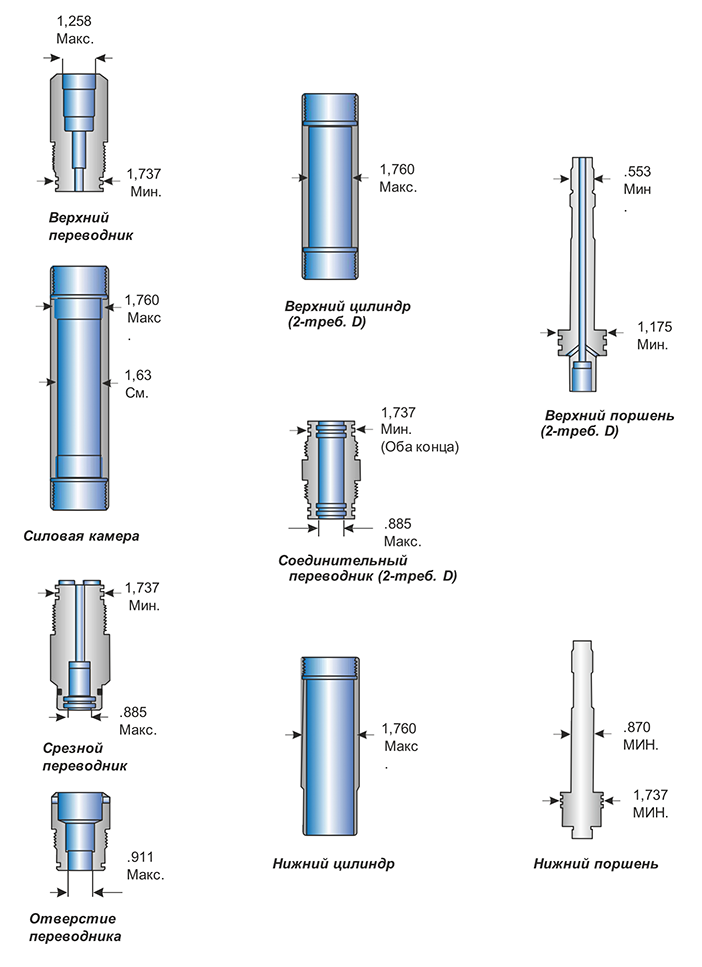 1,258
Макс.
1,737
Мин.
Верхний
переводник
1,760
Макс
.
1,63
См.
Силовая камера
1,737
Мин.
.885
Макс.
Срезной
переводник
.911
Макс.
Отверстие
переводника
1,760
Макс.
Верхний цилиндр
(2-треб. D)
1,737
Мин.
(Оба конца)
.885
Макс.
Соединительный
переводник (2-треб. D)
1,760
Макс
.
Нижний цилиндр
.553
Мин
.
1,175
Мин.
Верхний поршень
(2-треб. D)
.870
МИН.
1,737
МИН.
Нижний поршень